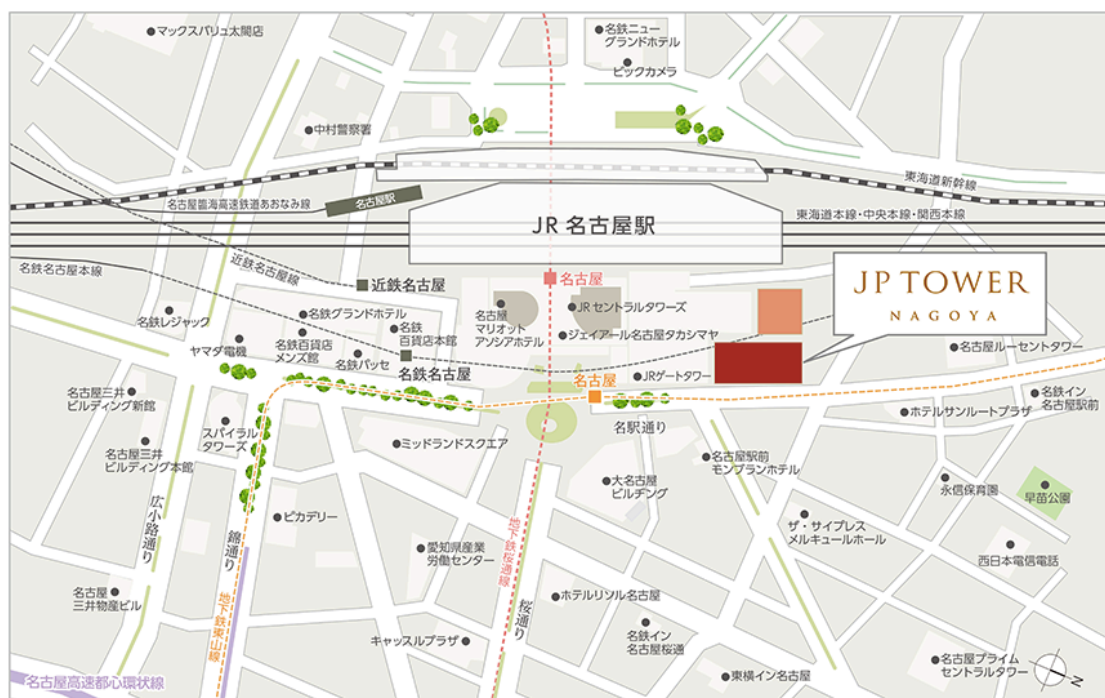 マックスバリュ太閤店
名鉄ニュー
グランドホテル
ビックカメラ
中村警察署
東海道新幹線
名古屋臨海高速鉄道あおなみ線
名古屋駅
東海道本線・中央本線・関西本線
JR 名古屋駅
名鉄名古屋本線
近鉄名古屋線
近鉄名古屋
名古屋
JP TOWER
NAGOYA
名鉄レジャック
名鉄グランドホテル
名古屋
マリオット
アソシアホテル
JRセントラルタワーズ
ヤマダ電機
名鉄百貨店
メンズ館
名鉄
百貨店本館
ジェイアール名古屋タカシマヤ
名鉄パッセ
名鉄名古屋
JRゲートタワー
名古屋ルーセントタワー
名古屋
名古屋三井
ビルディング新館
名鉄イン
名古屋駅前
ホテルサンルートプラザ
スパイラル
タワーズ
ミッドランドスクエア
名駅通り
名古屋三井
ビルディング本館
名古屋駅前
モンブランホテル
大名古屋
ビルヂング
永信保育園
早苗公園
広小路通り
錦通り
ピカデリー
地下鉄桜通線
ザ・サイプレス
メルキュールホール
愛知県産業
労働センター
西日本電信電話
名古屋
三井物産ビル
地下鉄東山線
ホテルリソル名古屋
桜通り
キャッスルプラザ
名鉄イン
名古屋桜通
名古屋プライム
セントラルタワー
東横イン名古屋
名古屋高速都心環状線
N